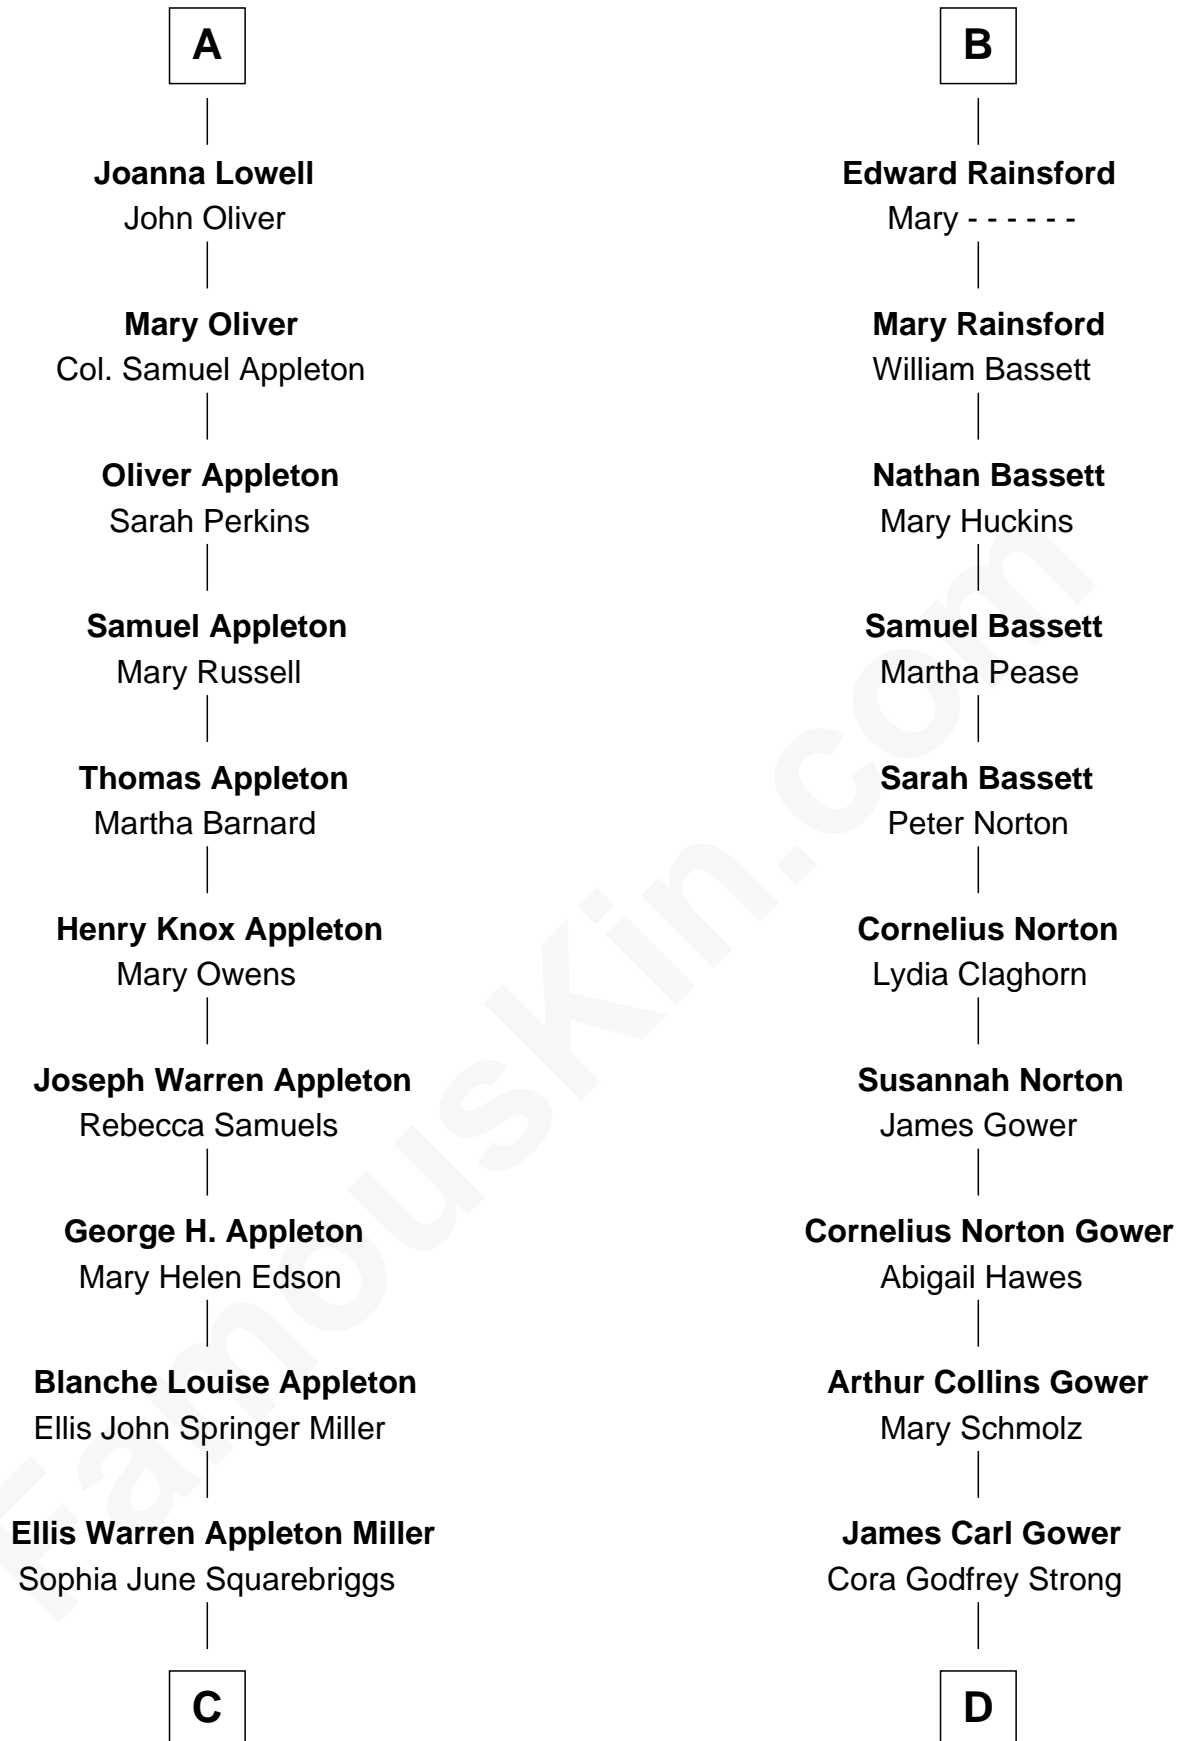 A
Joanna Lowell
John Oliver
Mary Oliver
Col. Samuel Appleton
Oliver Appleton
Sarah Perkins
Samuel Appleton
Mary Russell
Thomas Appleton
Martha Barnard
Henry Knox Appleton
Mary Owens
Joseph Warren Appleton
Rebecca Samuels
George H. Appleton
Mary Helen Edson
Blanche Louise Appleton
Ellis John Springer Miller
Ellis Warren Appleton Miller
Sophia June Squarebriggs
C
B
Edward Rainsford
Mary - - - - - -
Mary Rainsford
William Bassett
Nathan Bassett
Mary Huckins
Samuel Bassett
Martha Pease
Sarah Bassett
Peter Norton
Cornelius Norton
Lydia Claghorn
Susannah Norton
James Gower
Cornelius Norton Gower
Abigail Hawes
Arthur Collins Gower
Mary Schmolz
James Carl Gower
Cora Godfrey Strong
D
FamousKin.com